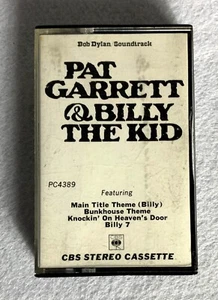 Bob Dylan/Soundtrack
PAT
GARRETT
& BILLY
THE KID
PC4389
Featuring
Main Title Theme (Billy)
Bunkhouse Theme
Knockin' On Heaven's Door
Billy 7
CBS STEREO CASSETTE